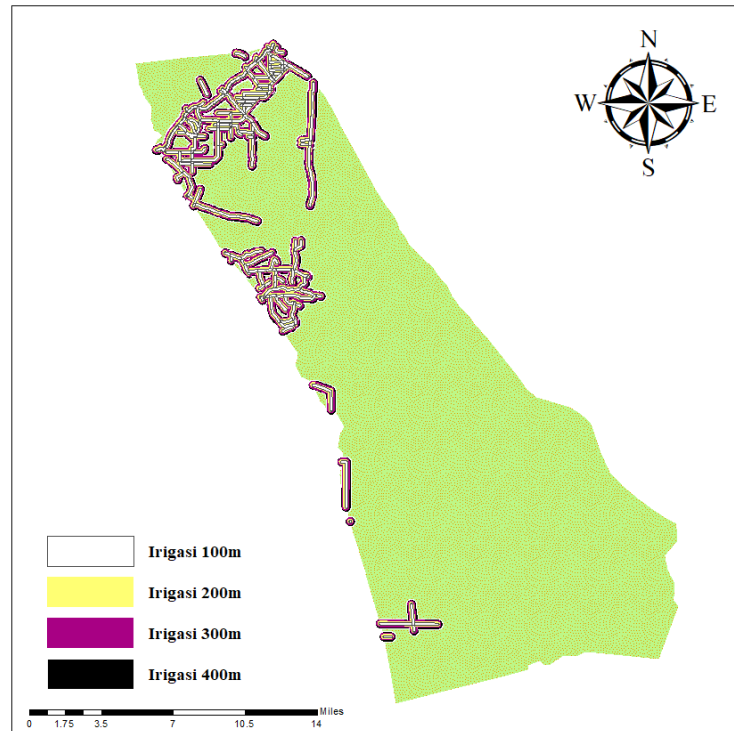 N
W E
S
Irigasi 100m
Irigasi 200m
Irigasi 300m
Irigasi 400m
Miles
0 1.75 3.5 7 10.5 14